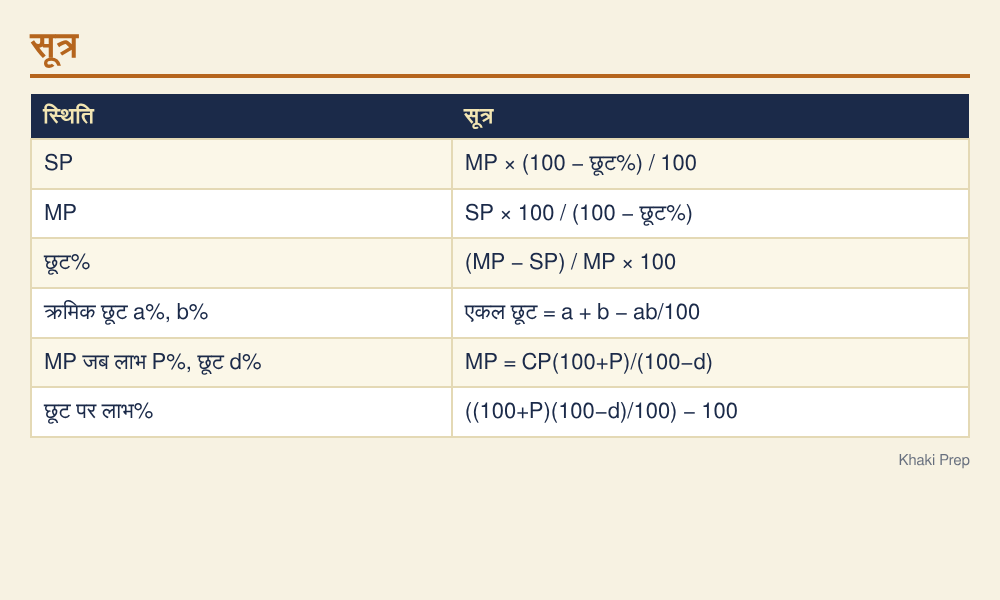 सूत्र
स्थिति सूत्र
SP MP × (100 – छूट%) / 100
MP SP × 100 / (100 – छूट%)
छूट% (MP – SP) / MP × 100
क्रमिक छूट a%, b% एकल छूट = a + b – ab/100
MP जब लाभ P%, छूट d% MP = CP(100+P)/(100–d)
छूट पर लाभ% ((100+P)(100–d)/100) – 100
Khaki Prep